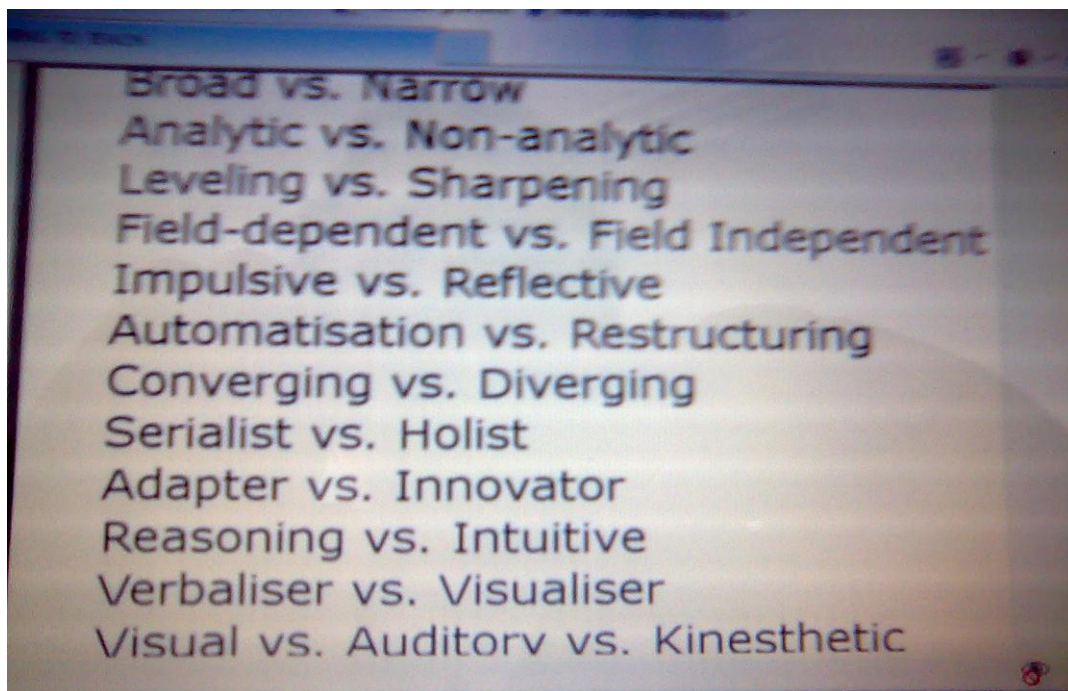 Broad vs. Narrow
Analytic vs. Non-analytic
Leveling vs. Sharpening
Field-dependent vs. Field Independent
Impulsive vs. Reflective
Automatisation vs. Restructuring
Converging vs. Diverging
Serialist vs. Holist
Adapter vs. Innovator
Reasoning vs. Intuitive
Verbaliser vs. Visualiser
Visual vs. Auditory vs. Kinesthetic